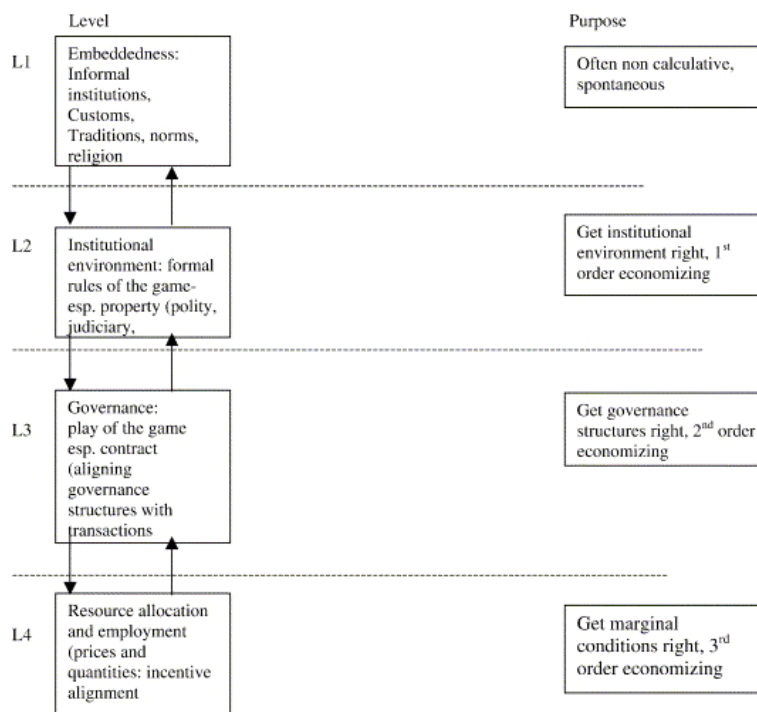 Level
Purpose
L1
Embeddedness:
Informal
institutions,
Customs,
Traditions, norms,
religion
Often non calculative,
spontaneous
L2
Institutional
environment: formal
rules of the game-
esp. property (polity,
judiciary,
Get institutional
environment right, 1st
order economizing
L3
Governance:
play of the game
esp. contract
(aligning
governance
structures with
transactions
Get governance
structures right, 2nd order
economizing
L4
Resource allocation
and employment
(prices and
quantities: incentive
alignment
Get marginal
conditions right, 3rd
order economizing